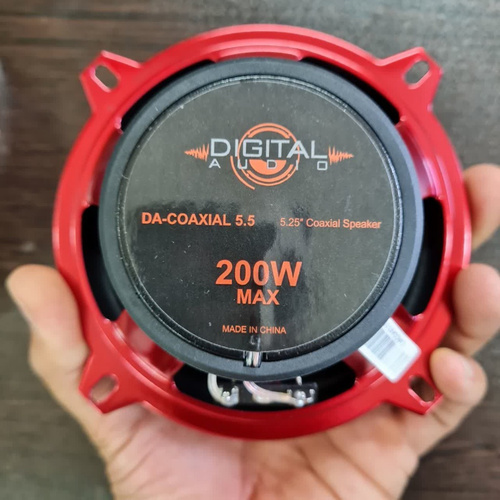 DIGITAL
AUDIO
DA-COAXIAL 5.5 5.25" Coaxial Speaker
200W
MAX
MADE IN CHINA